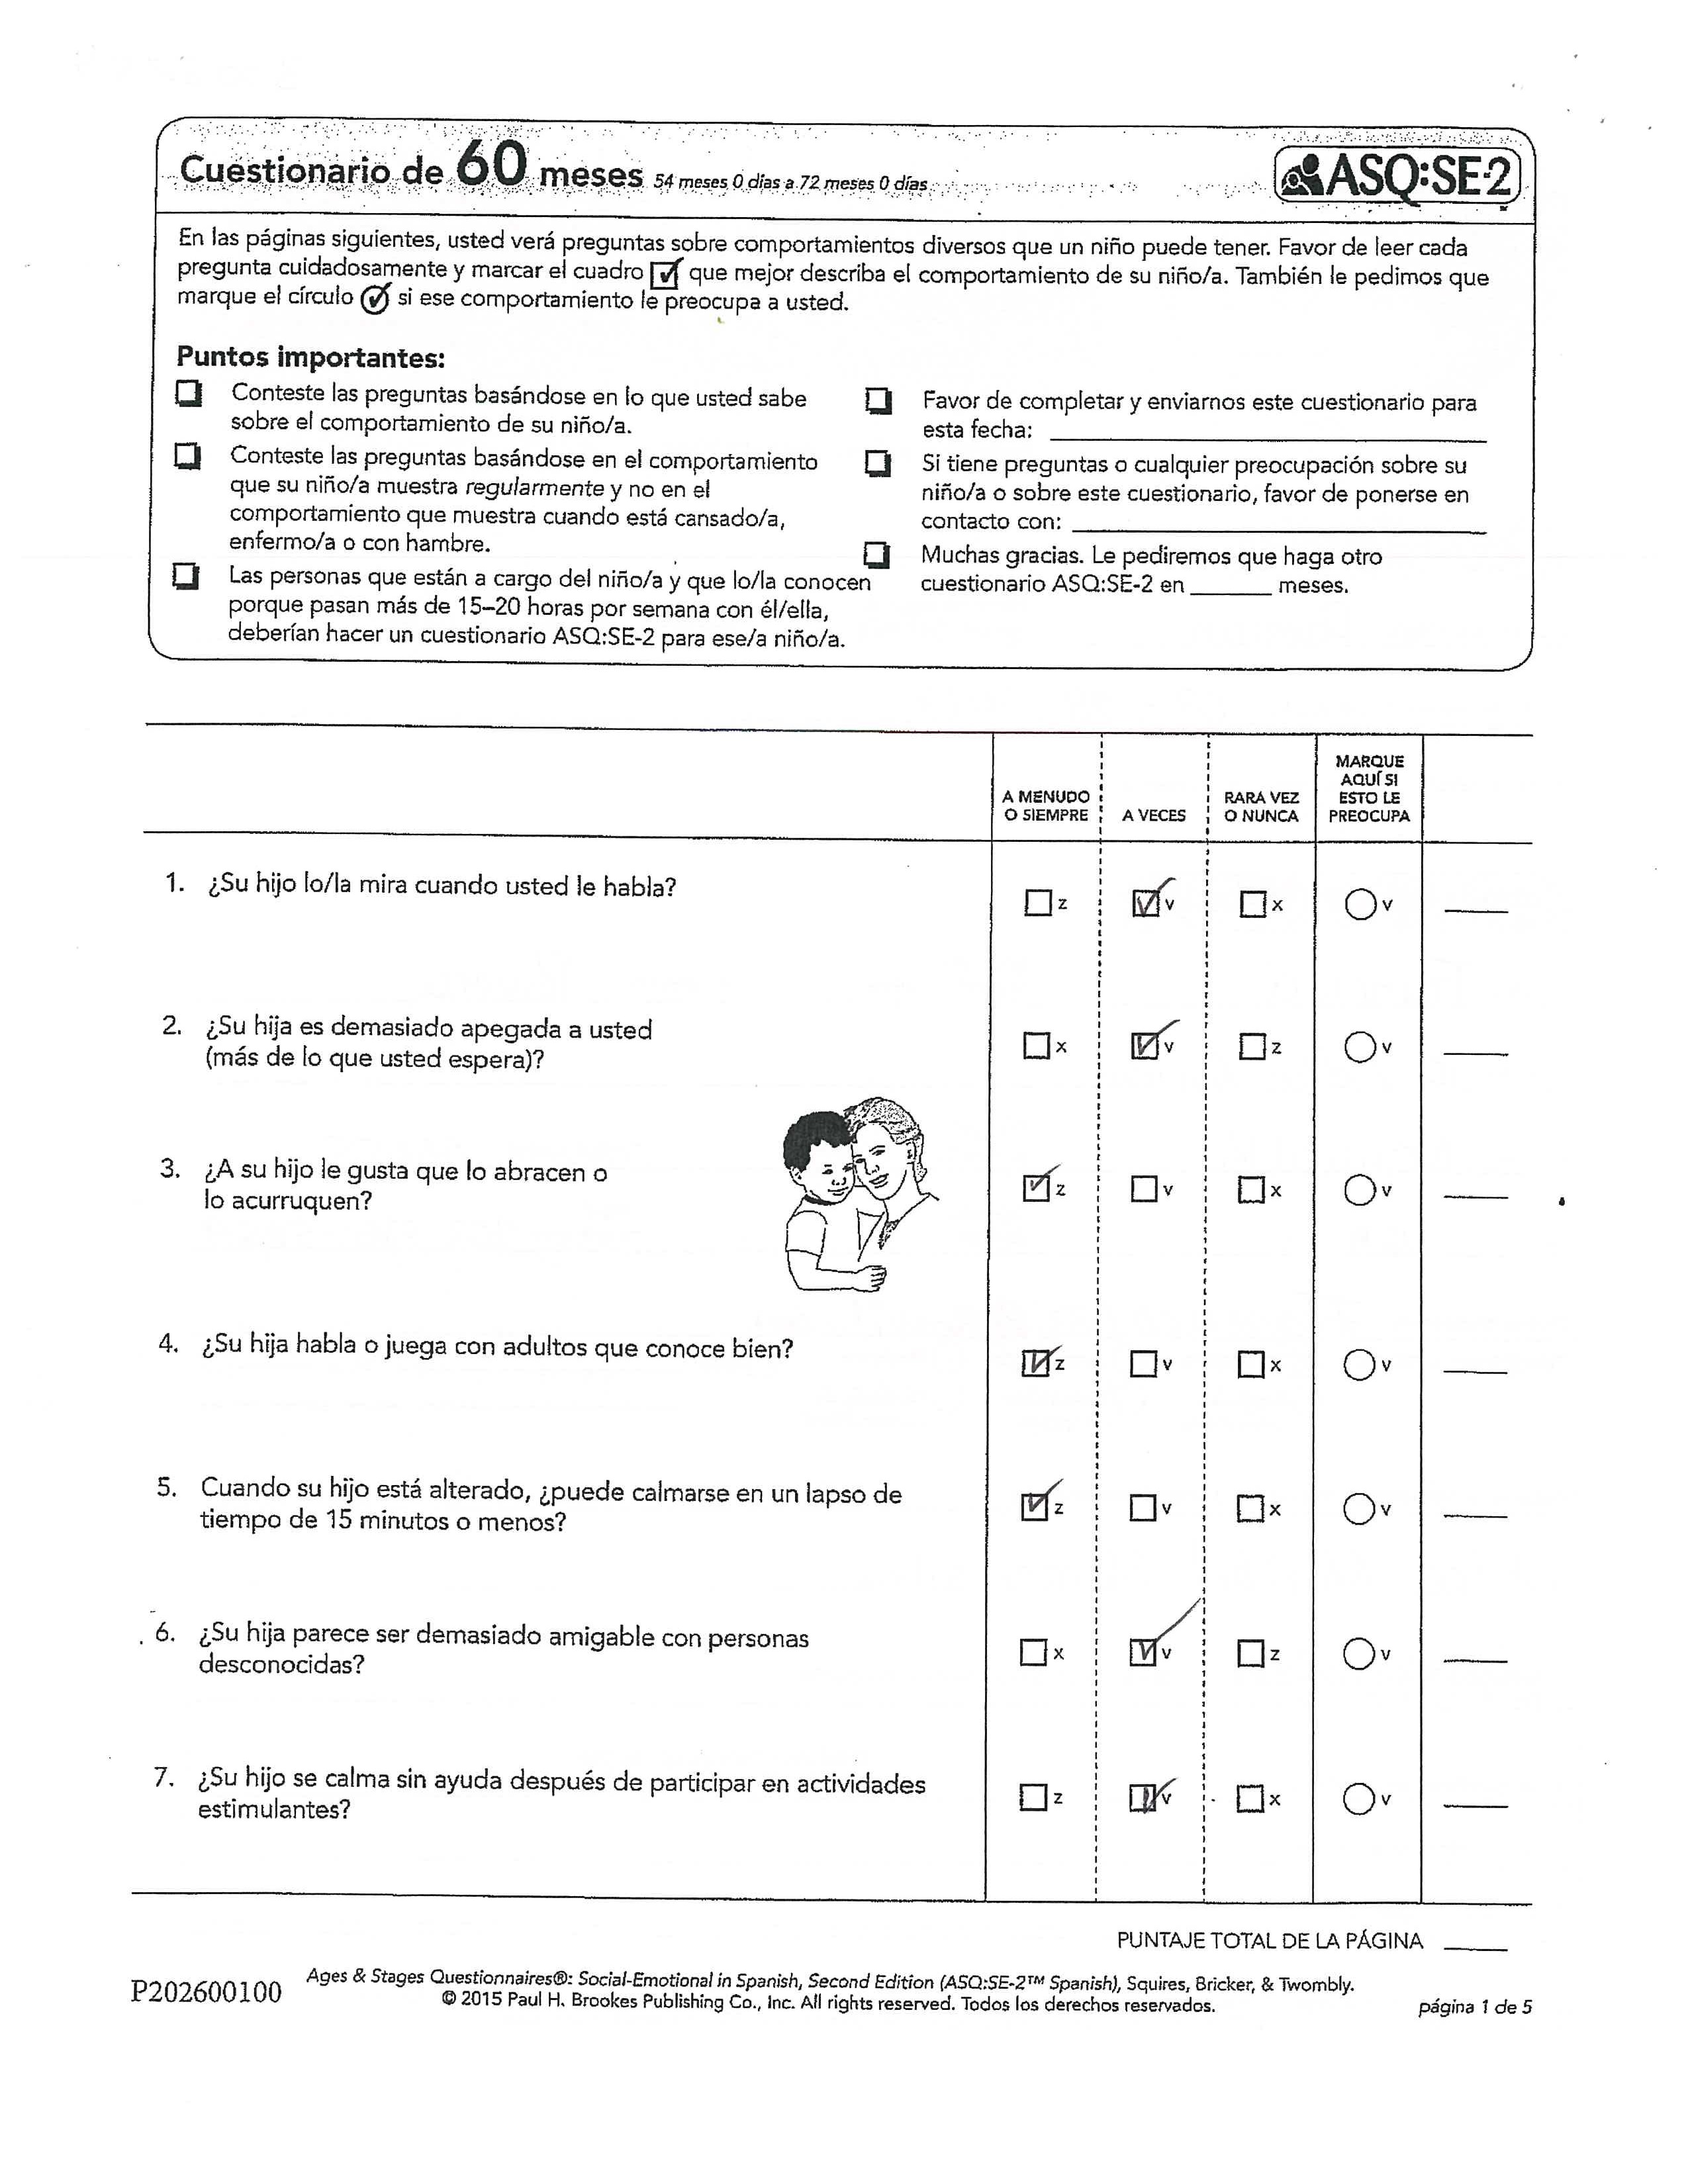 Cuestionario de 60 meses 54 meses 0 días a 72 meses 0 días
ASQ:SE-2
En las páginas siguientes, usted verá preguntas sobre comportamientos diversos que un niño puede tener. Favor de leer cada
pregunta cuidadosamente y marcar el cuadro ☑ que mejor describa el comportamiento de su niño/a. También le pedimos que
marque el círculo ✓ si ese comportamiento le preocupa a usted.
Puntos importantes:
☐ Conteste las preguntas basándose en lo que usted sabe
sobre el comportamiento de su niño/a.
☐ Conteste las preguntas basándose en el comportamiento
que su niño/a muestra regularmente y no en el
comportamiento que muestra cuando está cansado/a,
enfermo/a o con hambre.
☐ Las personas que están a cargo del niño/a y que lo/la conocen
porque pasan más de 15–20 horas por semana con él/ella,
deberían hacer un cuestionario ASQ:SE-2 para ese/a niño/a.
☐ Favor de completar y enviarnos este cuestionario para
esta fecha: ____
☐ Si tiene preguntas o cualquier preocupación sobre su
niño/a o sobre este cuestionario, favor de ponerse en
contacto con: ____
☐ Muchas gracias. Le pediremos que haga otro
cuestionario ASQ:SE-2 en ____ meses.
A MENUDO
O SIEMPRE
A VECES
RARA VEZ
O NUNCA
MARQUE
AQUÍ SI
ESTO LE
PREOCUPA
1. ¿Su hijo lo/la mira cuando usted le habla?
☐ z ☑ v ☐ x ○ v ____
2. ¿Su hija es demasiado apegada a usted
(más de lo que usted espera)?
☐ x ☑ v ☐ z ○ v ____
3. ¿A su hijo le gusta que lo abracen o
lo acurruquen?
☑ z ☐ v ☐ x ○ v ____
4. ¿Su hija habla o juega con adultos que conoce bien?
☑ z ☐ v ☐ x ○ v ____
5. Cuando su hijo está alterado, ¿puede calmarse en un lapso de
tiempo de 15 minutos o menos?
☑ z ☐ v ☐ x ○ v ____
6. ¿Su hija parece ser demasiado amigable con personas
desconocidas?
☐ x ☑ v ☐ z ○ v ____
7. ¿Su hijo se calma sin ayuda después de participar en actividades
estimulantes?
☐ z ☑ v ☐ x ○ v ____
PUNTAJE TOTAL DE LA PÁGINA ____
P202600100
Ages & Stages Questionnaires®: Social-Emotional in Spanish, Second Edition (ASQ:SE-2™ Spanish), Squires, Bricker, & Twombly.
© 2015 Paul H. Brookes Publishing Co., Inc. All rights reserved. Todos los derechos reservados.
página 1 de 5